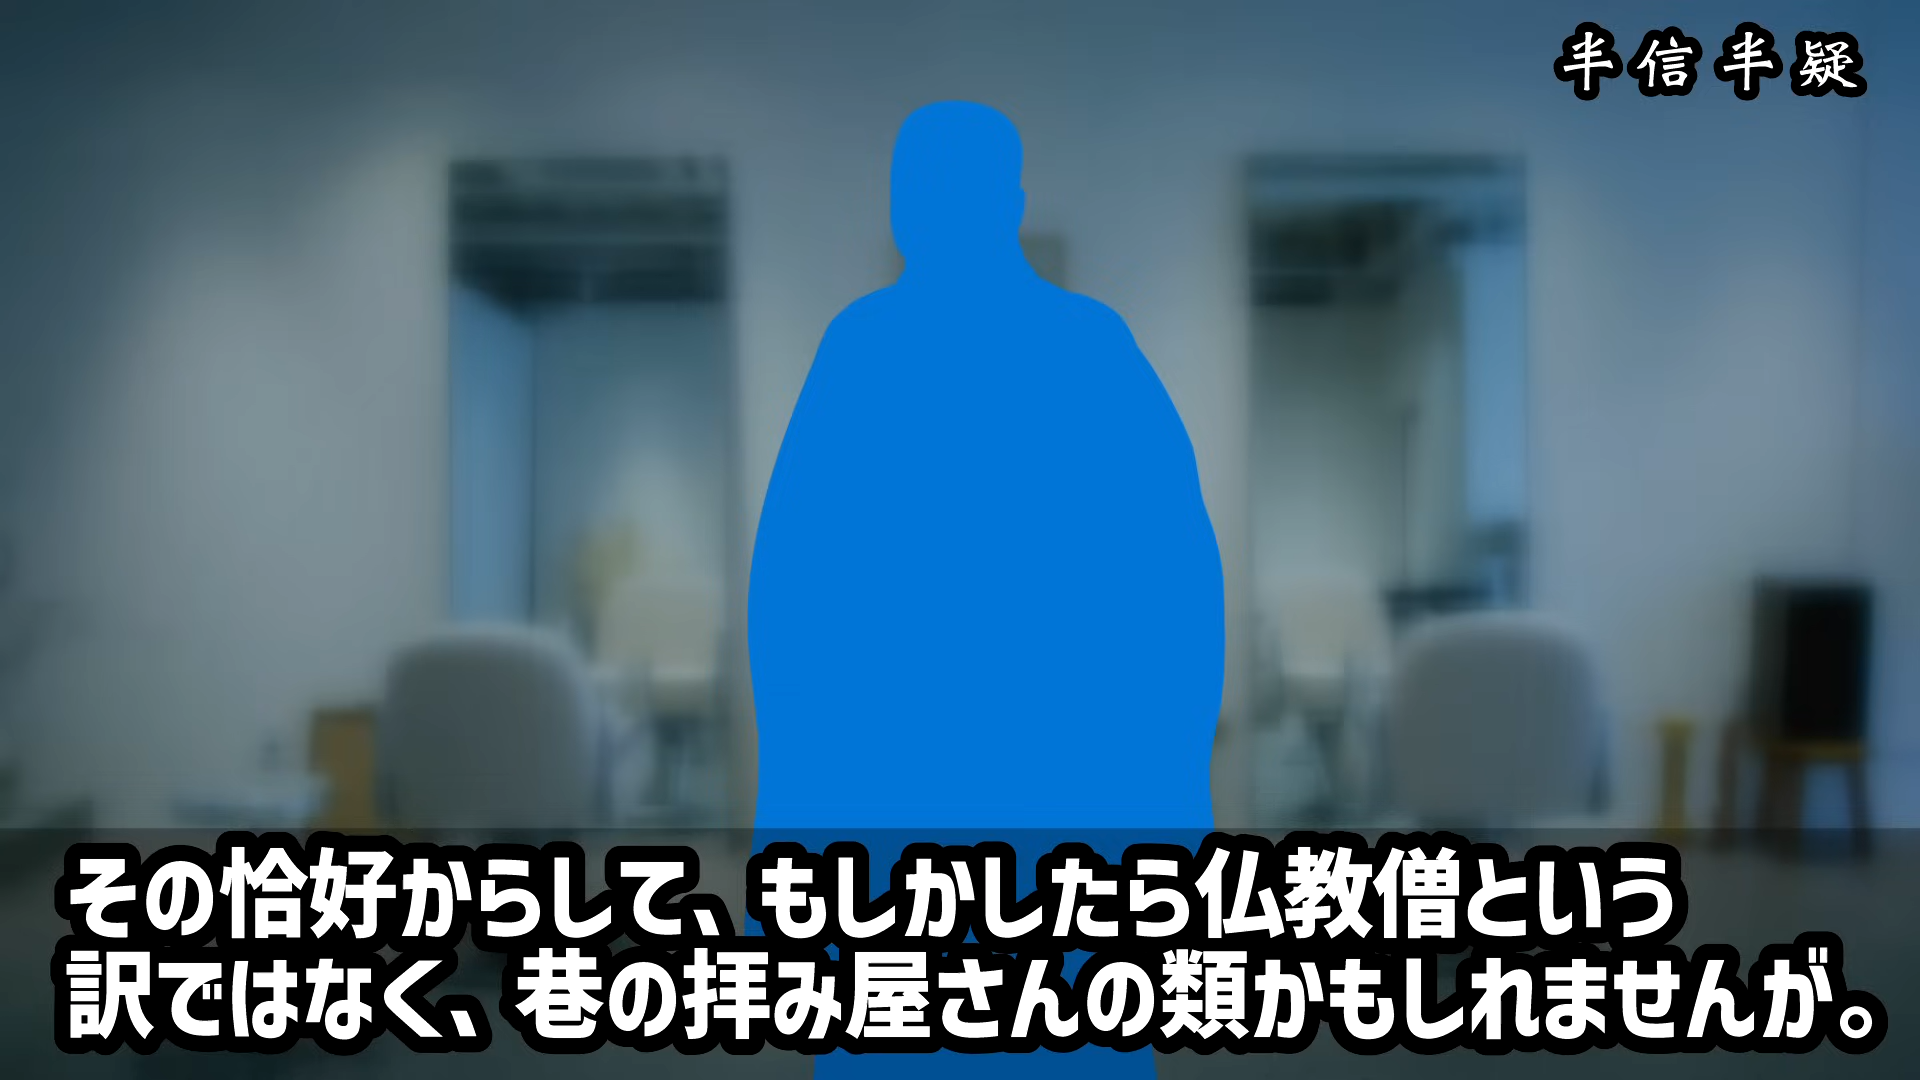 半信半疑
その恰好からして、もしかしたら仏教僧という
訳ではなく、巷の拝み屋さんの類かもしれませんが。